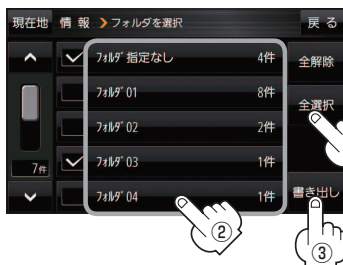 現在地 情 報 フォルダを選択 戻 る
フォルダ 指定なし 4件 全解除
フォルダ 01 8件
全選択
フォルダ 02 2件
フォルダ 03 1件
7件
フォルダ 04 1件 書き出し
②
③